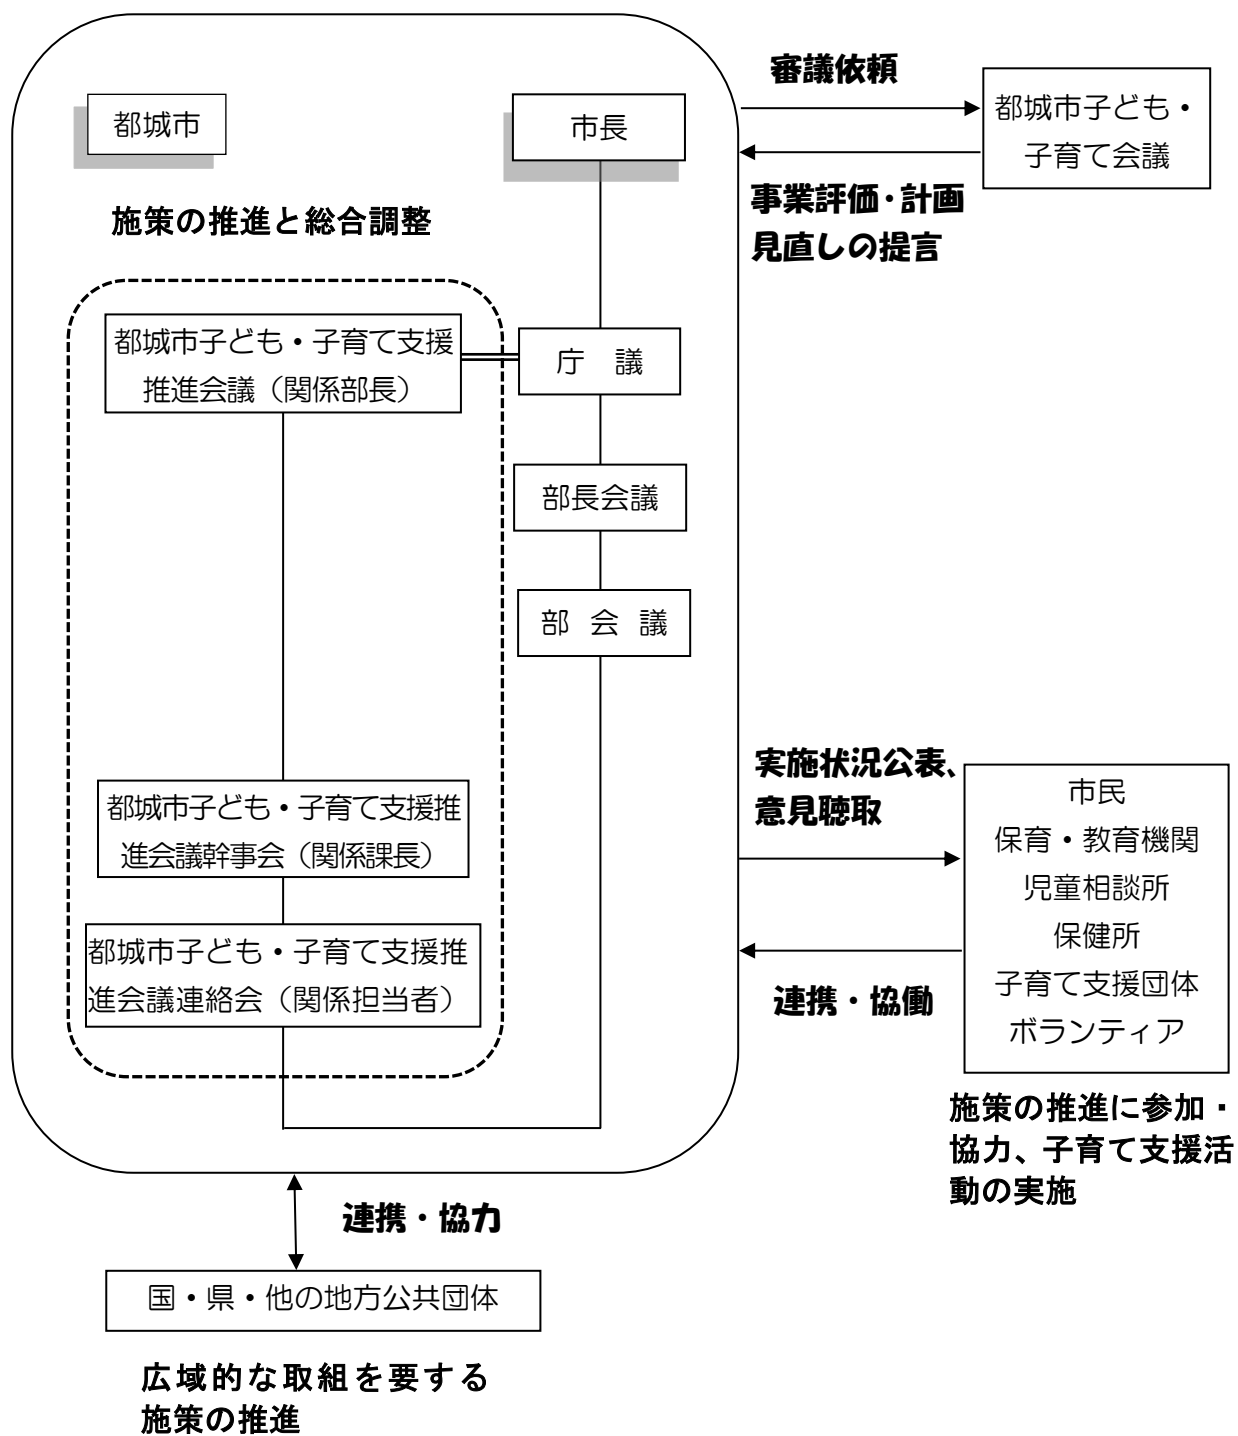 審議依頼
都城市
市長
都城市子ども・
子育て会議
事業評価・計画
見直しの提言
施策の推進と総合調整
都城市子ども・子育て支援
推進会議（関係部長）
庁　議
部長会議
部　会　議
都城市子ども・子育て支援推
進会議幹事会（関係課長）
都城市子ども・子育て支援推
進会議連絡会（関係担当者）
実施状況公表、
意見聴取
市民
保育・教育機関
児童相談所
保健所
子育て支援団体
ボランティア
連携・協働
施策の推進に参加・
協力、子育て支援活
動の実施
連携・協力
国・県・他の地方公共団体
広域的な取組を要する
施策の推進